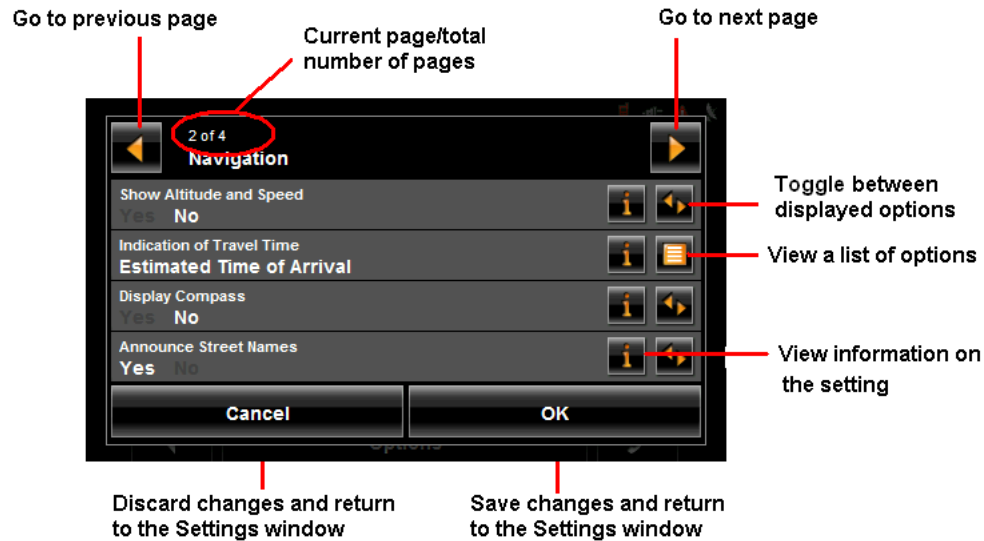 Go to previous page
Current page/total
number of pages
Go to next page
2 of 4
Navigation
Show Altitude and Speed
Yes No
Toggle between
displayed options
Indication of Travel Time
Estimated Time of Arrival
View a list of options
Display Compass
Yes No
Announce Street Names
Yes No
View information on
the setting
Cancel
OK
Options
Discard changes and return
to the Settings window
Save changes and return
to the Settings window